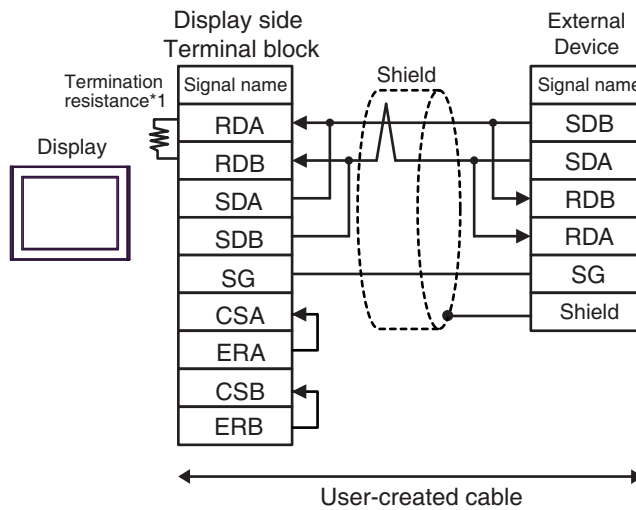 Display side
Terminal block
External
Device
Termination
resistance*1
Shield
Display
Signal name
RDA
RDB
SDA
SDB
SG
CSA
ERA
CSB
ERB
Signal name
SDB
SDA
RDB
RDA
SG
Shield
User-created cable